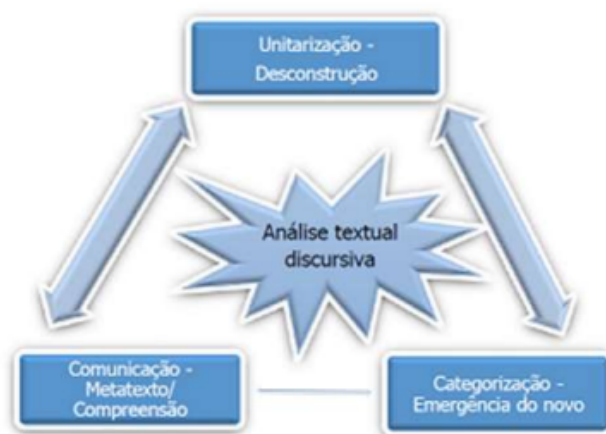 Unitarização -
Desconstrução
Análise textual
discursiva
Comunicação -
Metatexto/
Compreensão
Categorização -
Emergência do novo